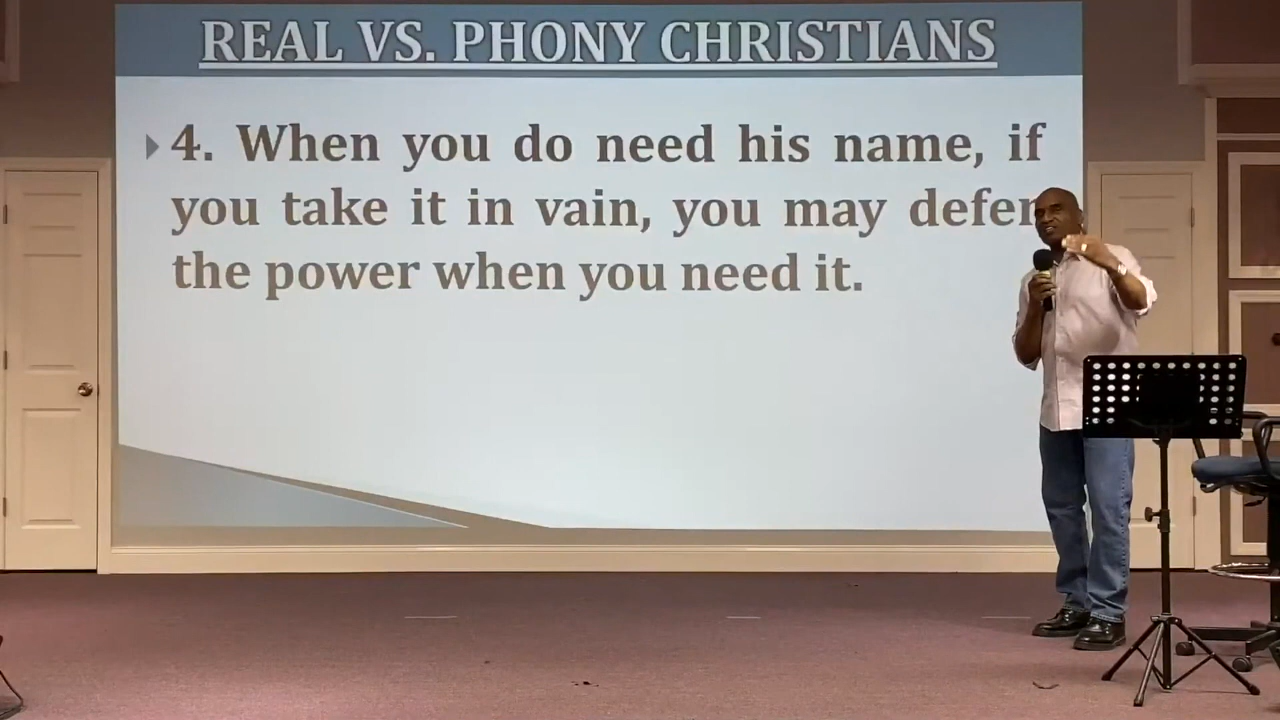 REAL VS. PHONY CHRISTIANS
4. When you do need his name, if
you take it in vain, you may
the power when you need it.